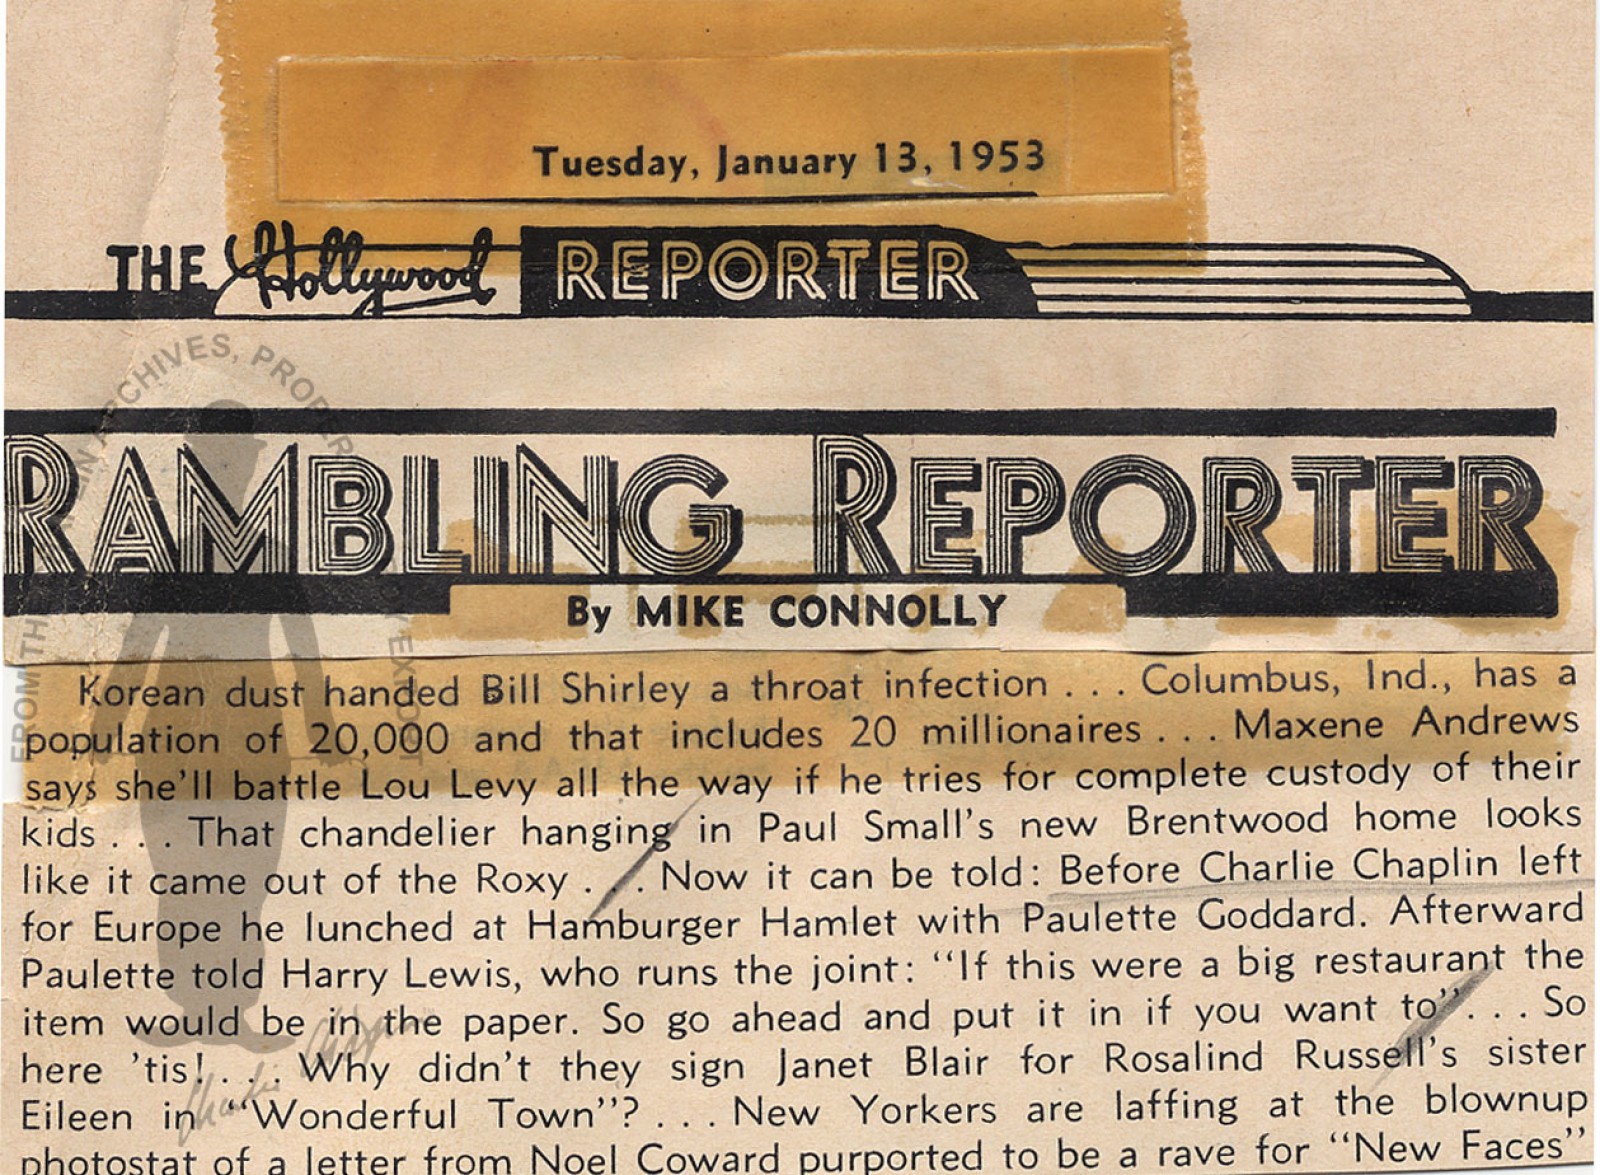 Tuesday, January 13, 1953
THE Hollywood REPORTER
RAMBLING REPORTER
By MIKE CONNOLLY
Korean dust handed Bill Shirley a throat infection . . . Columbus, Ind., has a
population of 20,000 and that includes 20 millionaires . . . Maxene Andrews
says she'll battle Lou Levy all the way if he tries for complete custody of their
kids . . . That chandelier hanging in Paul Small's new Brentwood home looks
like it came out of the Roxy . . . Now it can be told: Before Charlie Chaplin left
for Europe he lunched at Hamburger Hamlet with Paulette Goddard. Afterward
Paulette told Harry Lewis, who runs the joint: "If this were a big restaurant the
item would be in the paper. So go ahead and put it in if you want to" . . . So
here 'tis! . . . Why didn't they sign Janet Blair for Rosalind Russell's sister
Eileen in "Wonderful Town"? . . . New Yorkers are laffing at the blownup
photostat of a letter from Noel Coward purported to be a rave for "New Faces"
ARCHIVES,
Charlie Chaplin